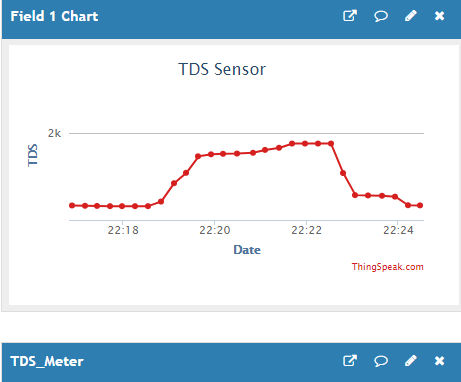 Field 1 Chart
TDS Sensor
2k
TDS
22:18 22:20 22:22 22:24
Date
ThingSpeak.com
TDS_Meter